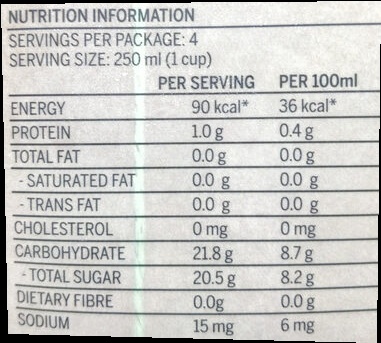 NUTRITION INFORMATION
SERVINGS PER PACKAGE: 4
SERVING SIZE: 250 ml (1 cup)
PER SERVING PER 100ml
ENERGY 90 kcal* 36 kcal*
PROTEIN 1.0 g 0.4 g
TOTAL FAT 0.0 g 0.0 g
- SATURATED FAT 0.0 g 0.0 g
- TRANS FAT 0.0 g 0.0 g
CHOLESTEROL 0 mg 0 mg
CARBOHYDRATE 21.8 g 8.7 g
- TOTAL SUGAR 20.5 g 8.2 g
DIETARY FIBRE 0.0g 0.0 g
SODIUM 15 mg 6 mg